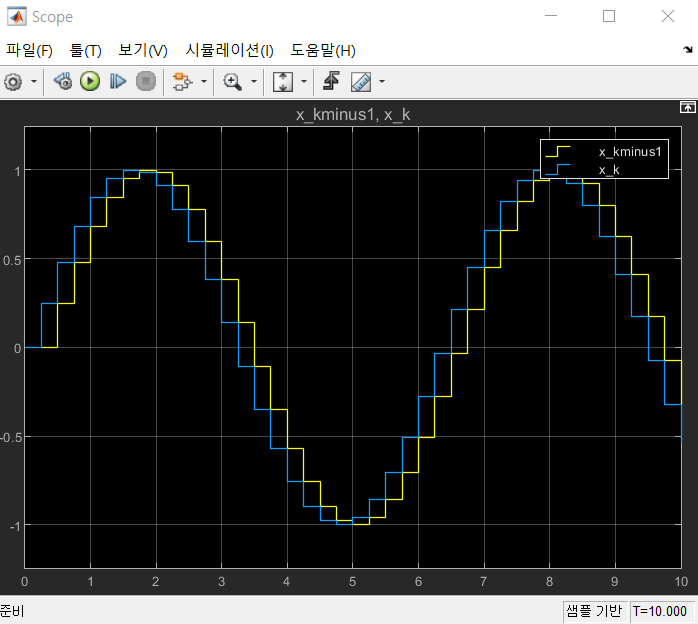 Scope
파일(F) 툴(T) 보기(V) 시뮬레이션(I) 도움말(H)
x_kminus1, x_k
x_kminus1
x_k
1
0.5
0
-0.5
-1
0 1 2 3 4 5 6 7 8 9 10
준비 샘플 기반 T=10.000